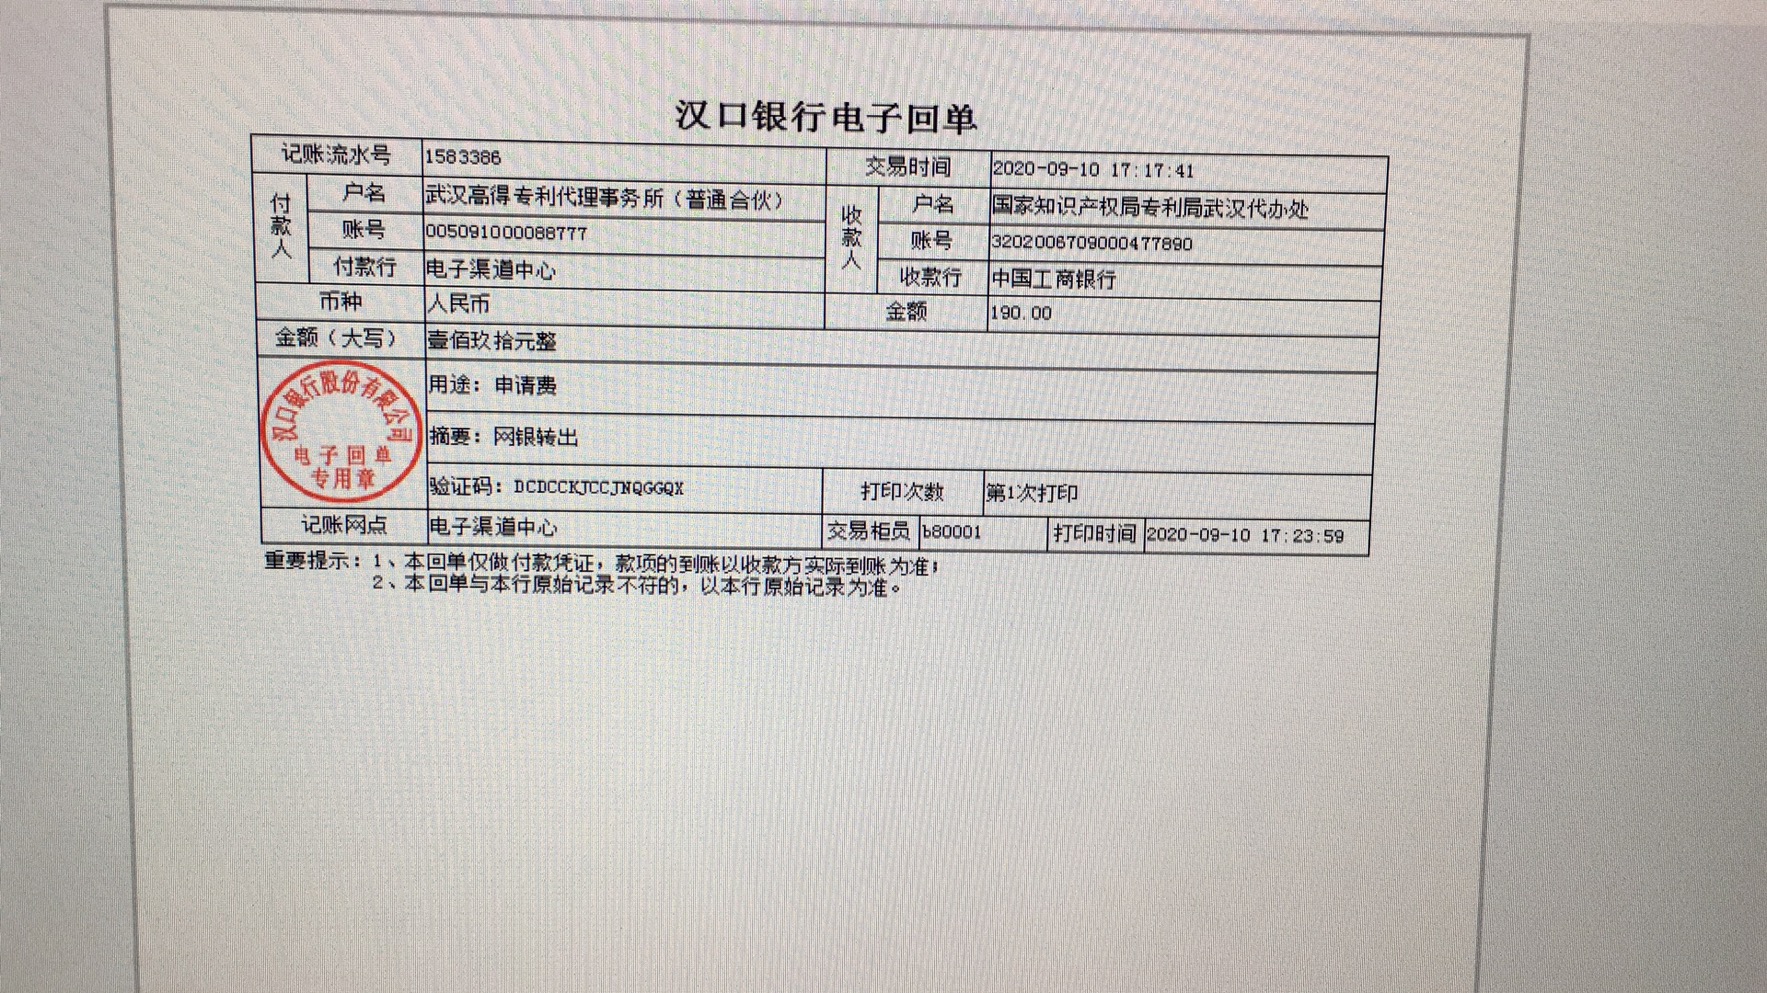 汉口银行电子回单
记账流水号 1583386 交易时间 2020-09-10 17:17:41
付款人 户名 武汉高得专利代理事务所（普通合伙） 收款人 户名 国家知识产权局专利局武汉代办处
账号 005091000088777 账号 3202006709000477890
付款行 电子渠道中心 收款行 中国工商银行
币种 人民币 金额 190.00
金额（大写） 壹佰玖拾元整
汉口银行股份有限公司
电子回单
专用章
用途：申请费
摘要：网银转出
验证码：DCDCCKJCCJNQGGQX 打印次数 第1次打印
记账网点 电子渠道中心 交易柜员 b80001 打印时间 2020-09-10 17:23:59
重要提示：1、本回单仅做付款凭证，款项的到账以收款方实际到账为准；
2、本回单与本行原始记录不符的，以本行原始记录为准。